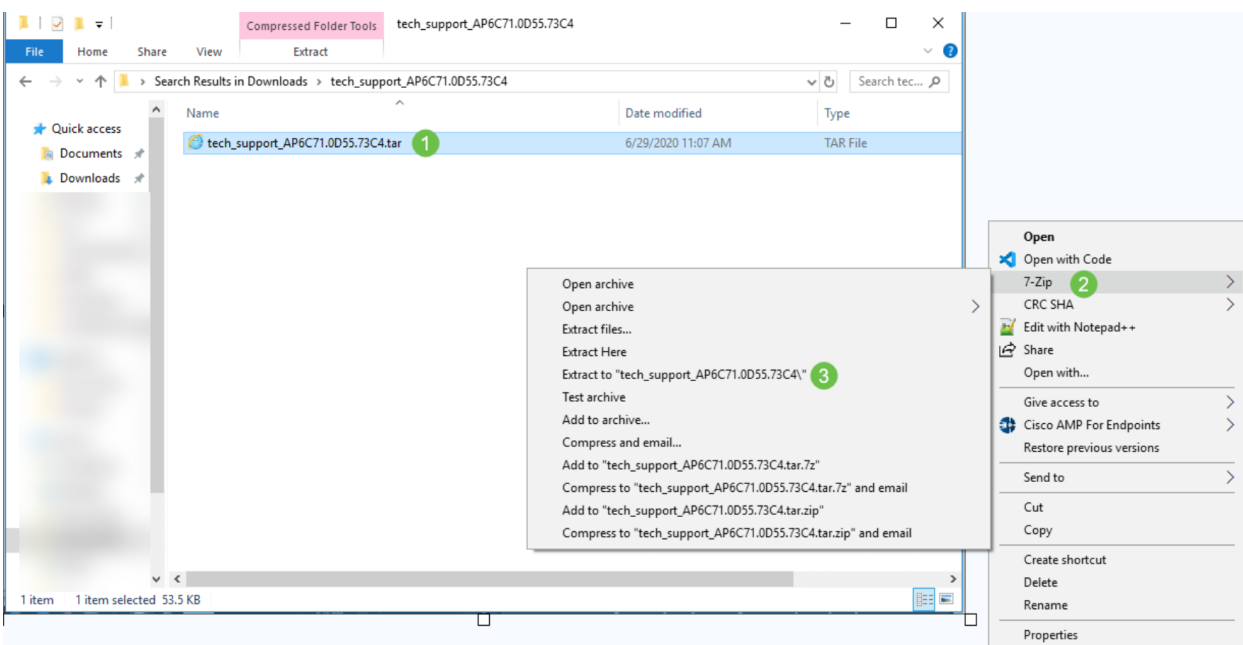 Compressed Folder Tools tech_support_AP6C71.0D55.73C4
File Home Share View Extract
Search Results in Downloads > tech_support_AP6C71.0D55.73C4 Search tec...
Name Date modified Type
Quick access
Documents
Downloads
tech_support_AP6C71.0D55.73C4.tar 1 6/29/2020 11:07 AM TAR File
Open archive
Open archive
Extract files...
Extract Here
Extract to "tech_support_AP6C71.0D55.73C4\" 3
Test archive
Add to archive...
Compress and email...
Add to "tech_support_AP6C71.0D55.73C4.tar.7z"
Compress to "tech_support_AP6C71.0D55.73C4.tar.7z" and email
Add to "tech_support_AP6C71.0D55.73C4.tar.zip"
Compress to "tech_support_AP6C71.0D55.73C4.tar.zip" and email
Open
Open with Code
7-Zip 2
CRC SHA
Edit with Notepad++
Share
Open with...
Give access to
Cisco AMP For Endpoints
Restore previous versions
Send to
Cut
Copy
Create shortcut
Delete
Rename
Properties
1 item 1 item selected 53.5 KB